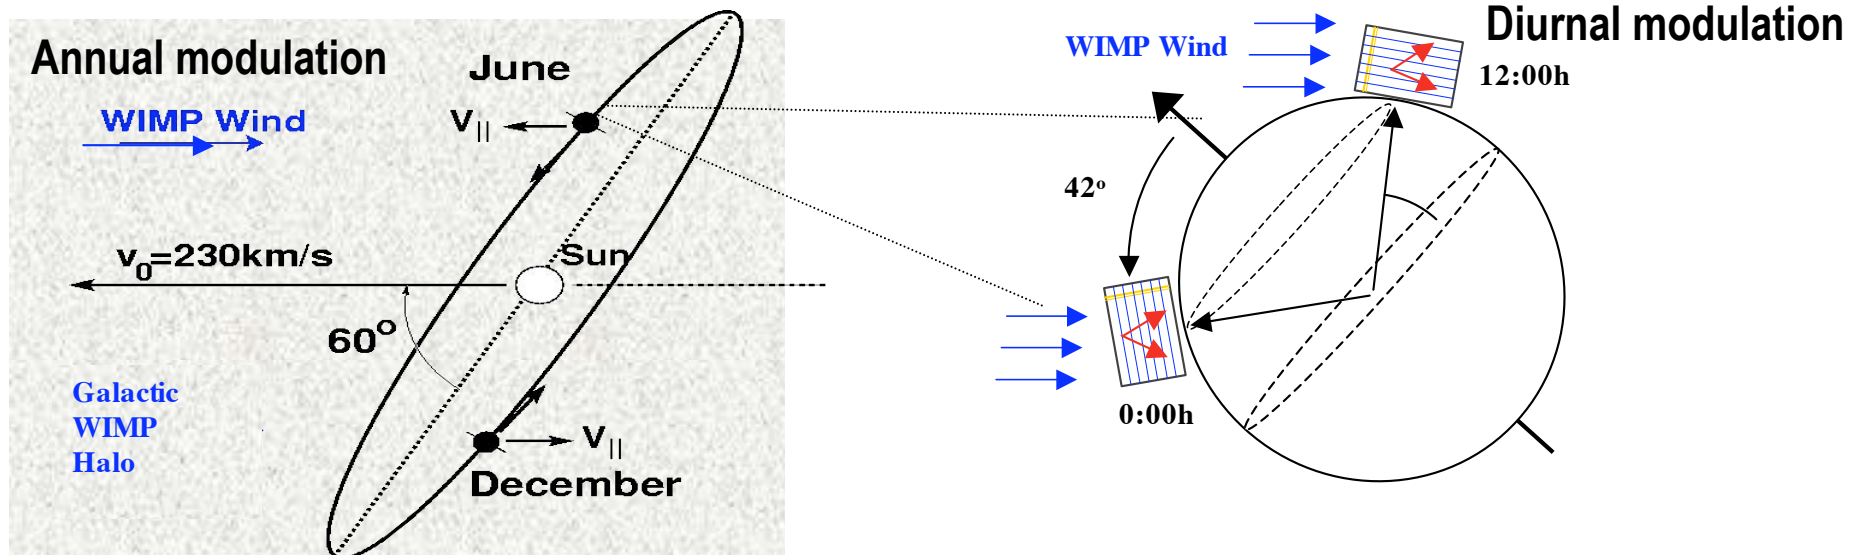 Annual modulation
WIMP Wind
June
V||
v0=230km/s
Sun
60o
Galactic
WIMP
Halo
V||
December
Diurnal modulation
WIMP Wind
12:00h
42o
0:00h